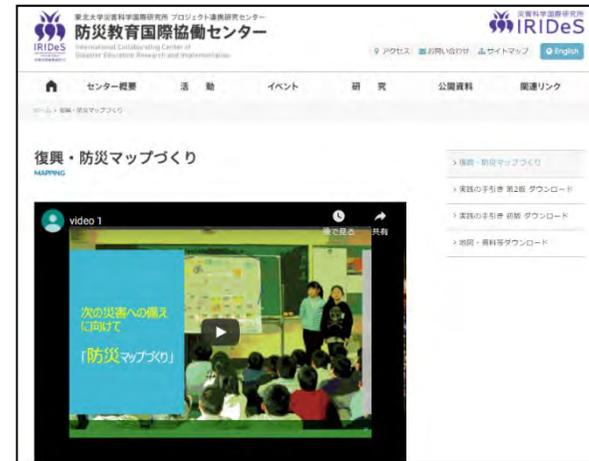 東北大学災害科学国際研究所 プロジェクト連携研究センター
防災教育国際協働センター
International Collaborating Center of
Disaster Education Research and Implementation
IRIDeS
災害科学国際研究所
IRIDeS
アクセス お問い合わせ サイトマップ English
センター概要 活 動 イベント 研 究 公開資料 関連リンク
ホーム > 復興・防災マップづくり
復興・防災マップづくり
MAPPING
> 復興・防災マップづくり
> 実践の手引き 第2版 ダウンロード
> 実践の手引き 初版 ダウンロード
> 地図・資料等ダウンロード
video 1
後で見る 共有
次の災害への備え
に向けて
「防災マップづくり」